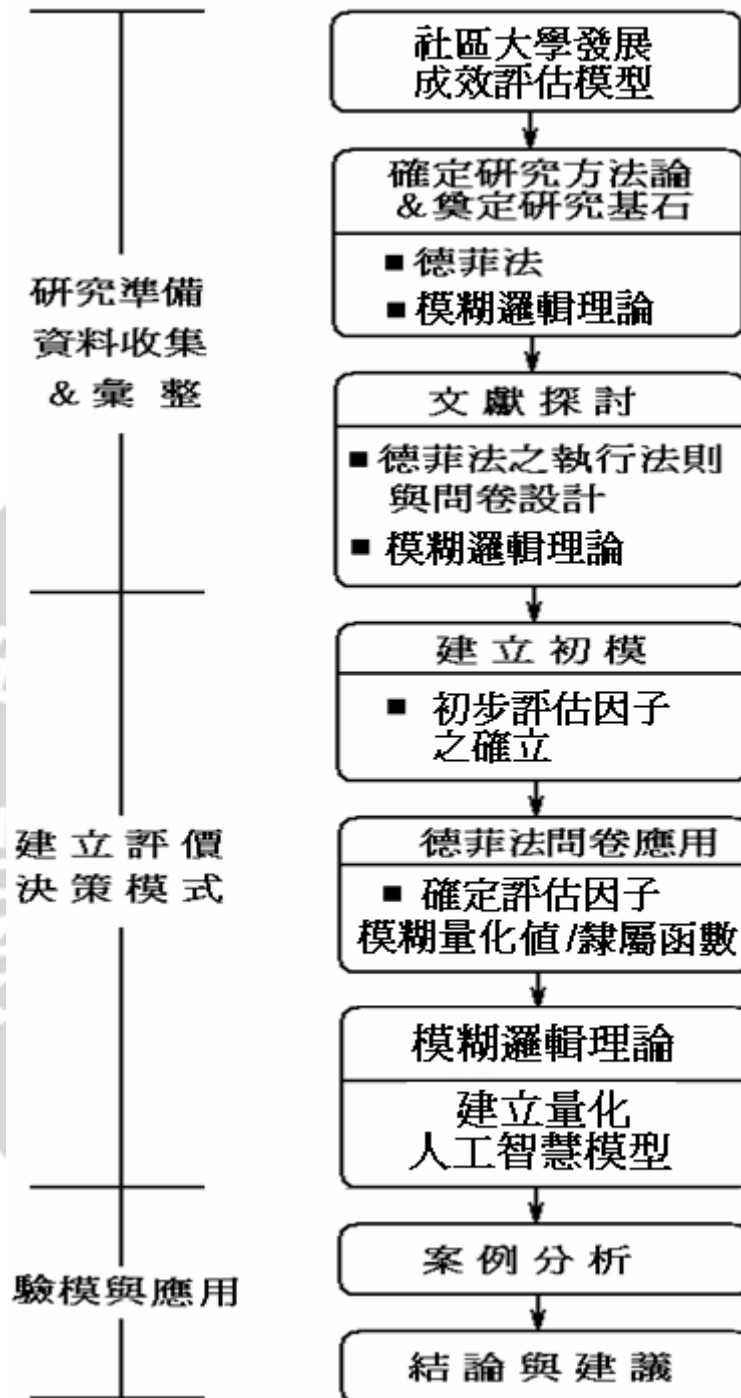 社區大學發展
成效評估模型
確定研究方法論
&奠定研究基石
■德菲法
■模糊邏輯理論
研究準備
資料收集
&彙 整
文獻探討
■德菲法之執行法則
與問卷設計
■ 模糊邏輯理論
建立初模
■ 初步評估因子
之確立
建立評價
決策模式
德菲法問卷應用
■ 確定評估因子
模糊量化值/隸屬函數
模糊邏輯理論
建立量化
人工智慧模型
驗模與應用
案例分析
結論與建議